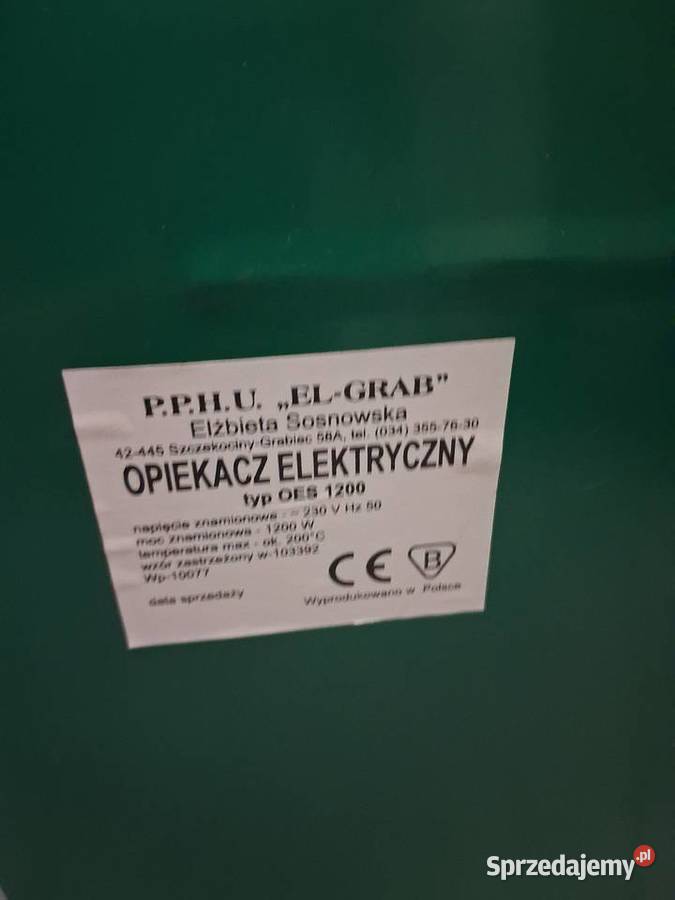 P.P.H.U. „EL-GRAB”
Elżbieta Sosnowska
42-445 Szczekociny Grabiec 58A, tel. (034) 355-76-30
OPIEKACZ ELEKTRYCZNY
typ OES 1200
napięcie znamionowe - ≈ 230 V Hz 50
moc znamionowa - 1200 W
temperatura max - ok. 200°C
wzór zastrzeżony w-103392
Wp-10077
CE B
data sprzedaży
Wyprodukowano w Polsce
Sprzedajemy.pl